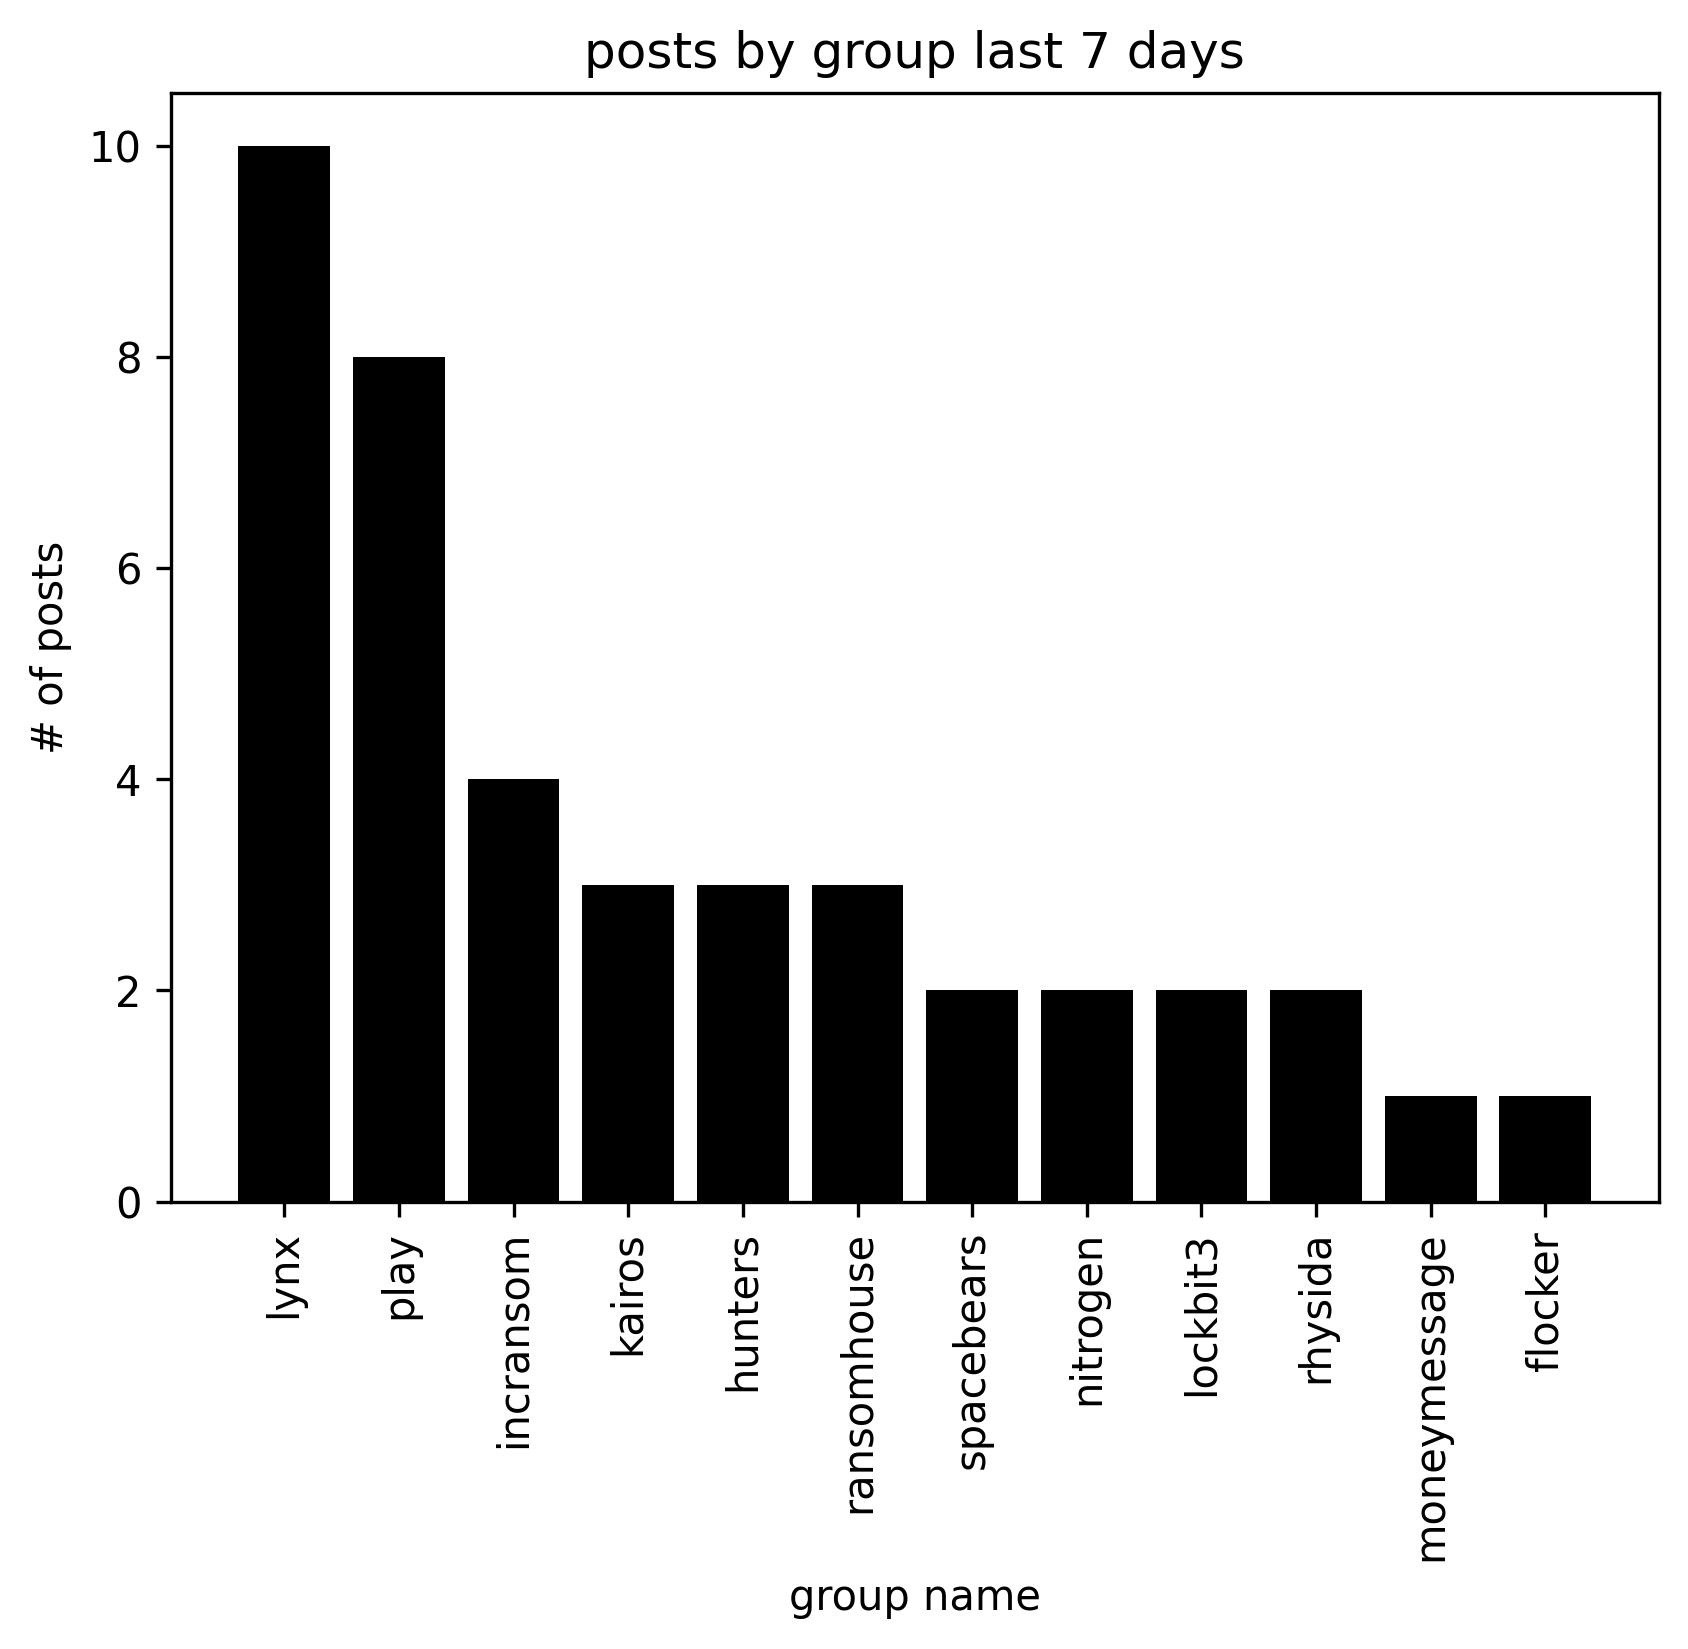 posts by group last 7 days
# of posts
10
8
6
4
2
0
lynx
play
incransom
kairos
hunters
ransomhouse
spacebears
nitrogen
lockbit3
rhysida
moneymessage
flocker
group name